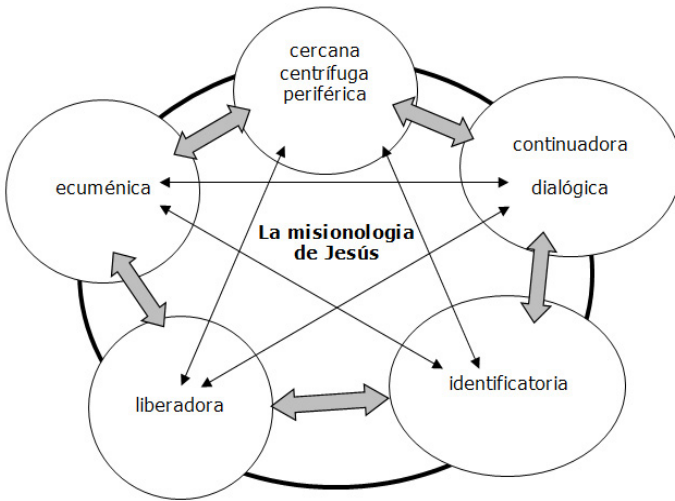 cercana
centrífuga
periférica
continuadora
dialógica
ecuménica
La misionologia
de Jesús
liberadora
identificatoria